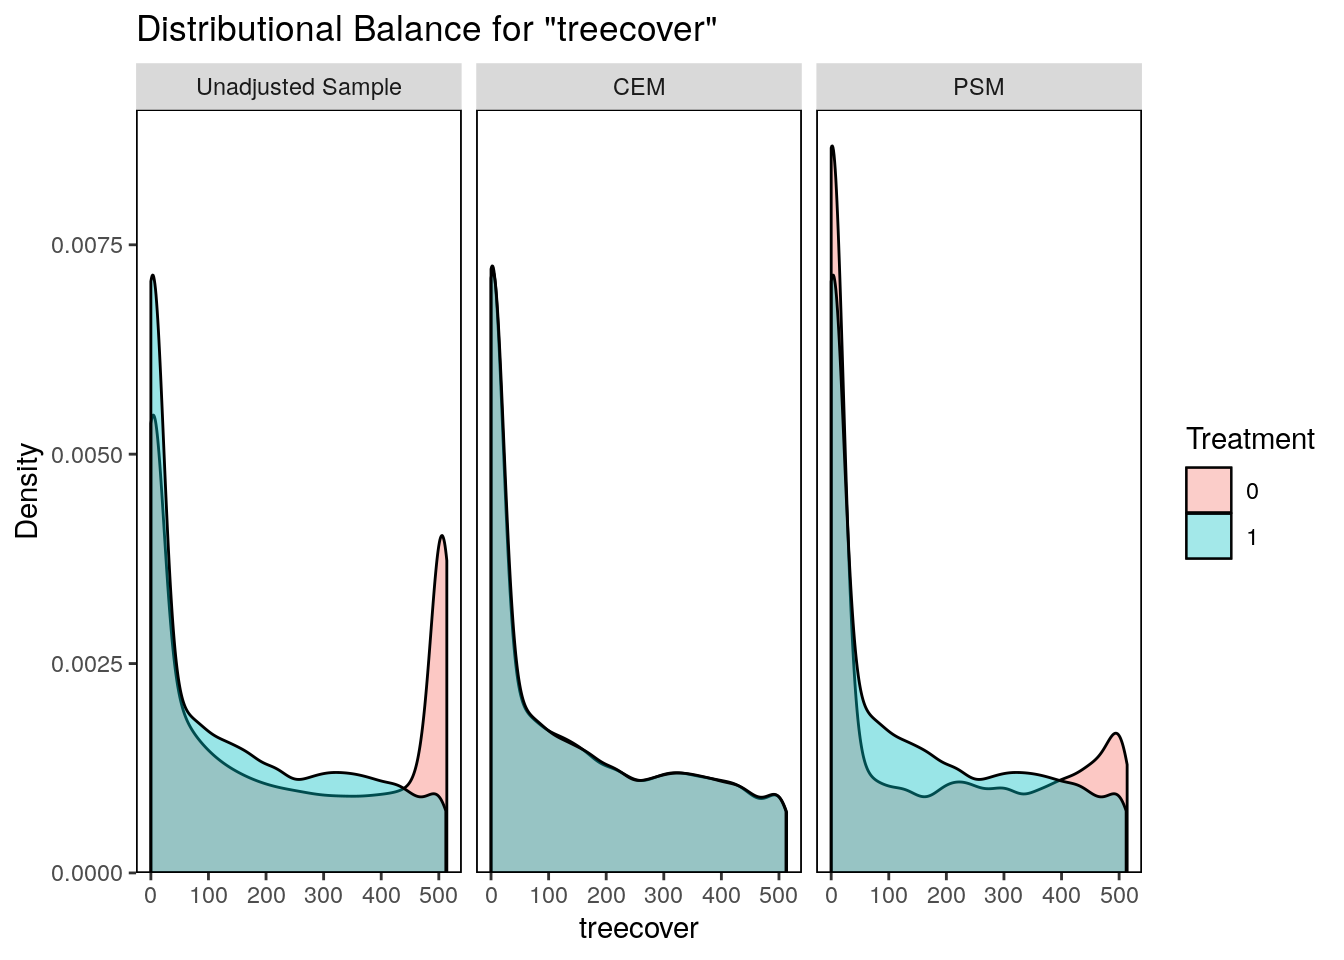 Distributional Balance for "treecover"
Unadjusted Sample
CEM
PSM
Density
0.0075
0.0050
0.0025
0.0000
0 100 200 300 400 500
0 100 200 300 400 500
0 100 200 300 400 500
treecover
Treatment
0
1